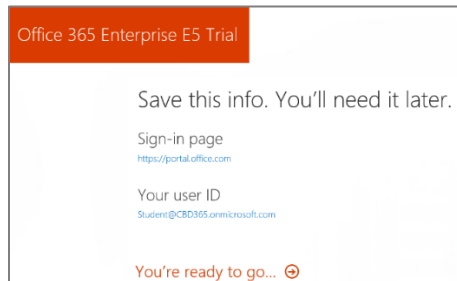 Office 365 Enterprise E5 Trial
Save this info. You'll need it later.
Sign-in page
https://portal.office.com
Your user ID
Student@CBD365.onmicrosoft.com
You're ready to go...